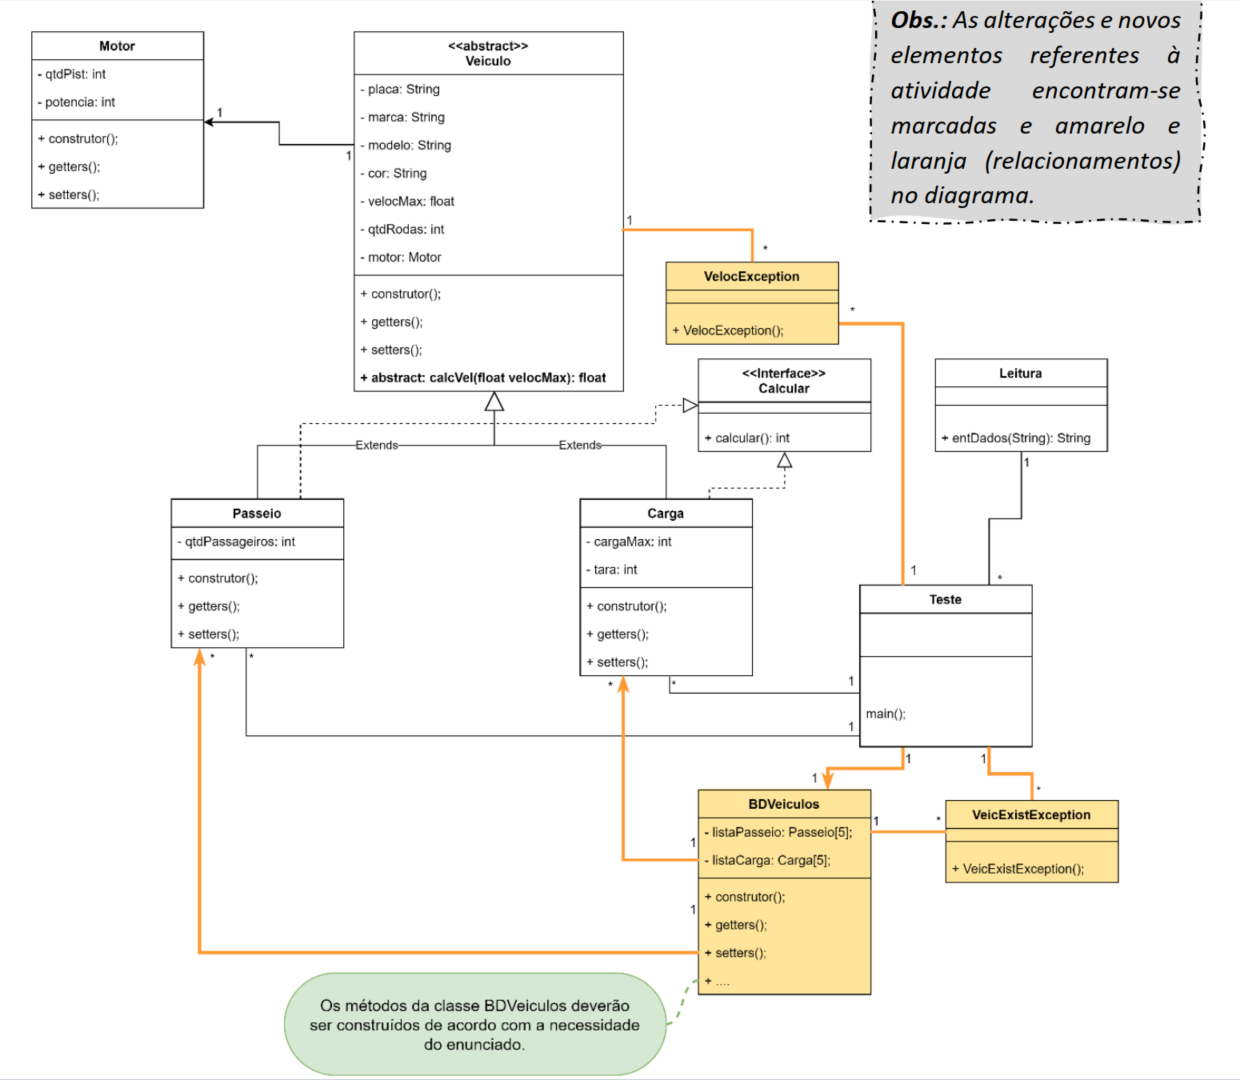 Obs.: As alterações e novos
elementos referentes à
atividade encontram-se
marcadas e amarelo e
laranja (relacionamentos)
no diagrama.
Motor
- qtdPist: int
- potencia: int
+ construtor();
+ getters();
+ setters();
1
1
<<abstract>>
Veiculo
- placa: String
- marca: String
- modelo: String
- cor: String
- velocMax: float
- qtdRodas: int
- motor: Motor
+ construtor();
+ getters();
+ setters();
+ abstract: calcVel(float velocMax): float
1
*
VelocException
+ VelocException();
*
1
<<Interface>>
Calcular
+ calcular(): int
Leitura
+ entDados(String): String
1
*
Extends
Extends
Passeio
- qtdPassageiros: int
+ construtor();
+ getters();
+ setters();
*
*
Carga
- cargaMax: int
- tara: int
+ construtor();
+ getters();
+ setters();
*
*
Teste
main();
1
1
1
1
1
*
BDVeiculos
- listaPasseio: Passeio[5];
- listaCarga: Carga[5];
+ construtor();
+ getters();
+ setters();
+ ....
1
1
1
*
VeicExistException
+ VeicExistException();
Os métodos da classe BDVeiculos deverão
ser construídos de acordo com a necessidade
do enunciado.